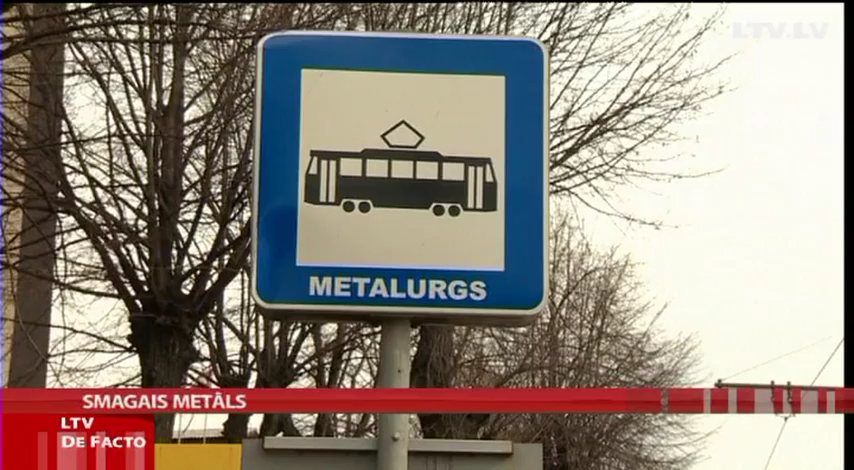 LTV.LV
METALURGS
SMAGAIS METĀLS
LTV
DE FACTO